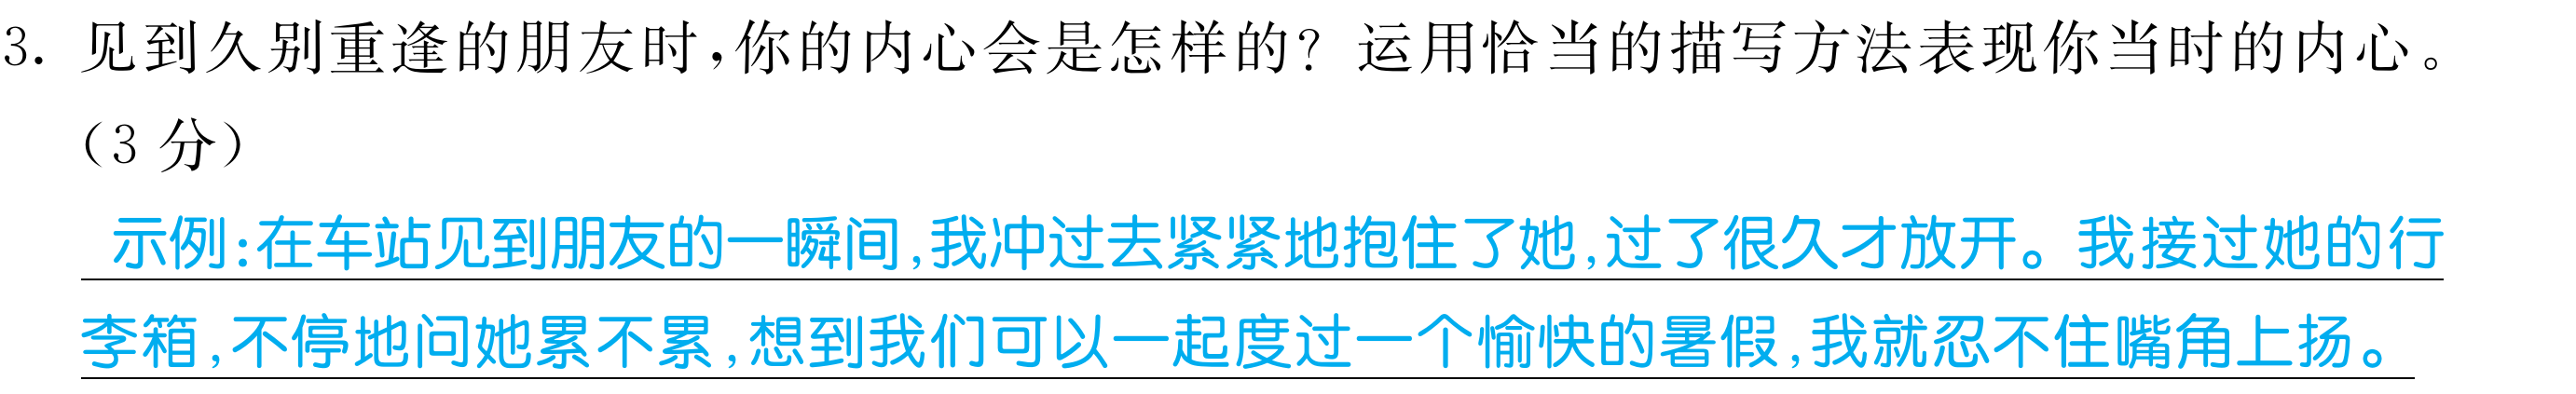 3. 见到久别重逢的朋友时,你的内心会是怎样的? 运用恰当的描写方法表现你当时的内心。
(3 分)
示例:在车站见到朋友的一瞬间,我冲过去紧紧地抱住了她,过了很久才放开。我接过她的行
李箱,不停地问她累不累,想到我们可以一起度过一个愉快的暑假,我就忍不住嘴角上扬。